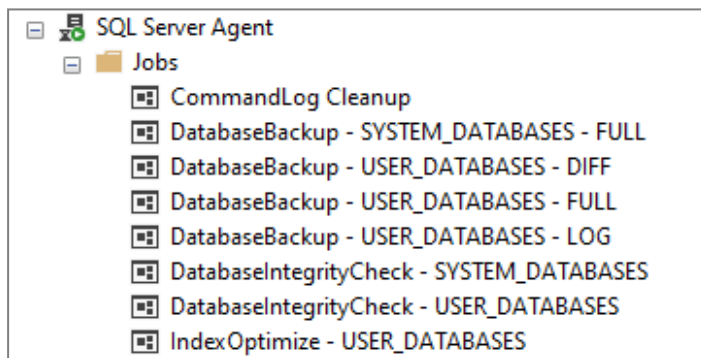 SQL Server Agent
Jobs
CommandLog Cleanup
DatabaseBackup - SYSTEM_DATABASES - FULL
DatabaseBackup - USER_DATABASES - DIFF
DatabaseBackup - USER_DATABASES - FULL
DatabaseBackup - USER_DATABASES - LOG
DatabaseIntegrityCheck - SYSTEM_DATABASES
DatabaseIntegrityCheck - USER_DATABASES
IndexOptimize - USER_DATABASES